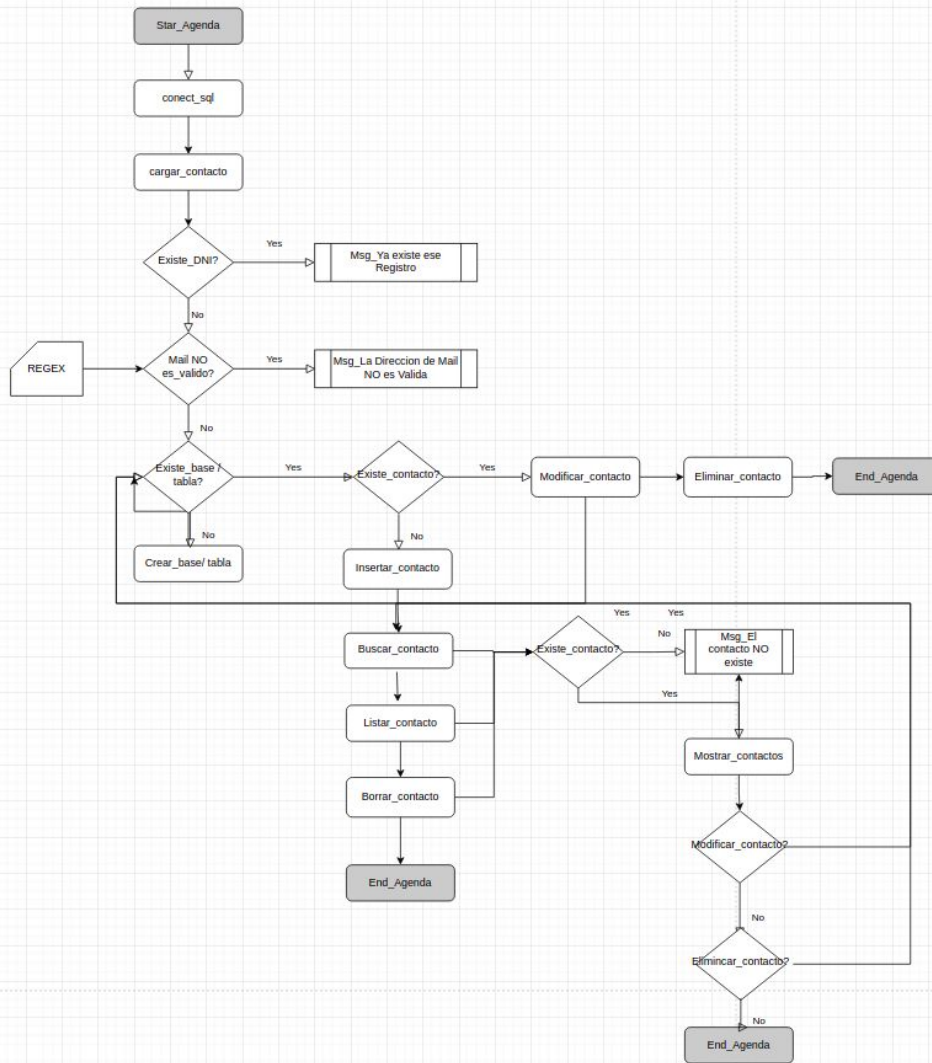 Star_Agenda
conect_sql
cargar_contacto
Existe_DNI?
Yes
Msg_Ya existe ese
Registro
No
REGEX
Mail NO
es_valido?
Yes
Msg_La Direccion de Mail
NO es Valida
No
Existe_base /
tabla?
Yes
Existe_contacto?
Yes
Modificar_contacto
Eliminar_contacto
End_Agenda
No
Crear_base/ tabla
No
Insertar_contacto
Buscar_contacto
Listar_contacto
Borrar_contacto
End_Agenda
Existe_contacto?
Yes
Yes
No
Msg_El
contacto NO
existe
Yes
Mostrar_contactos
Modificar_contacto?
No
Elimincar_contacto?
No
End_Agenda